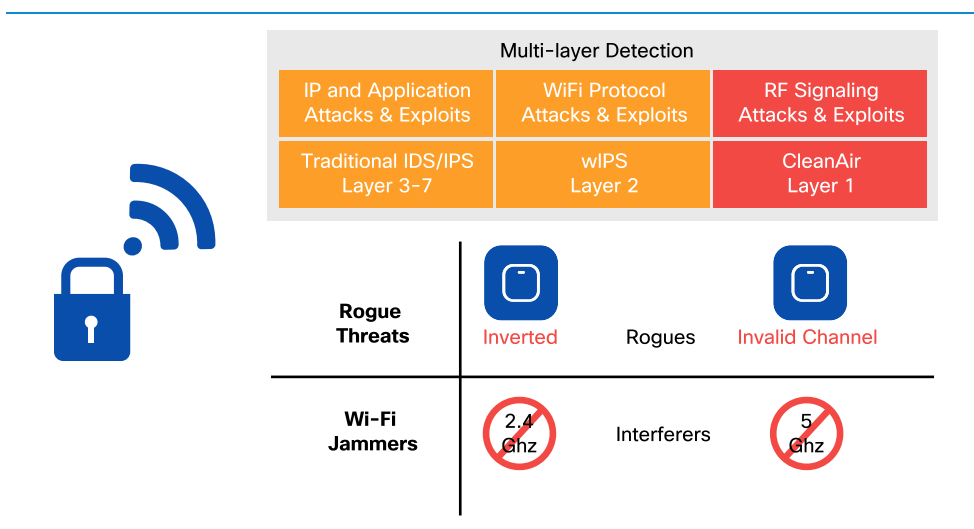 Multi-layer Detection
IP and Application
Attacks & Exploits
WiFi Protocol
Attacks & Exploits
RF Signaling
Attacks & Exploits
Traditional IDS/IPS
Layer 3-7
wIPS
Layer 2
CleanAir
Layer 1
Rogue
Threats
Inverted
Rogues
Invalid Channel
Wi-Fi
Jammers
2.4
Ghz
Interferers
5
Ghz